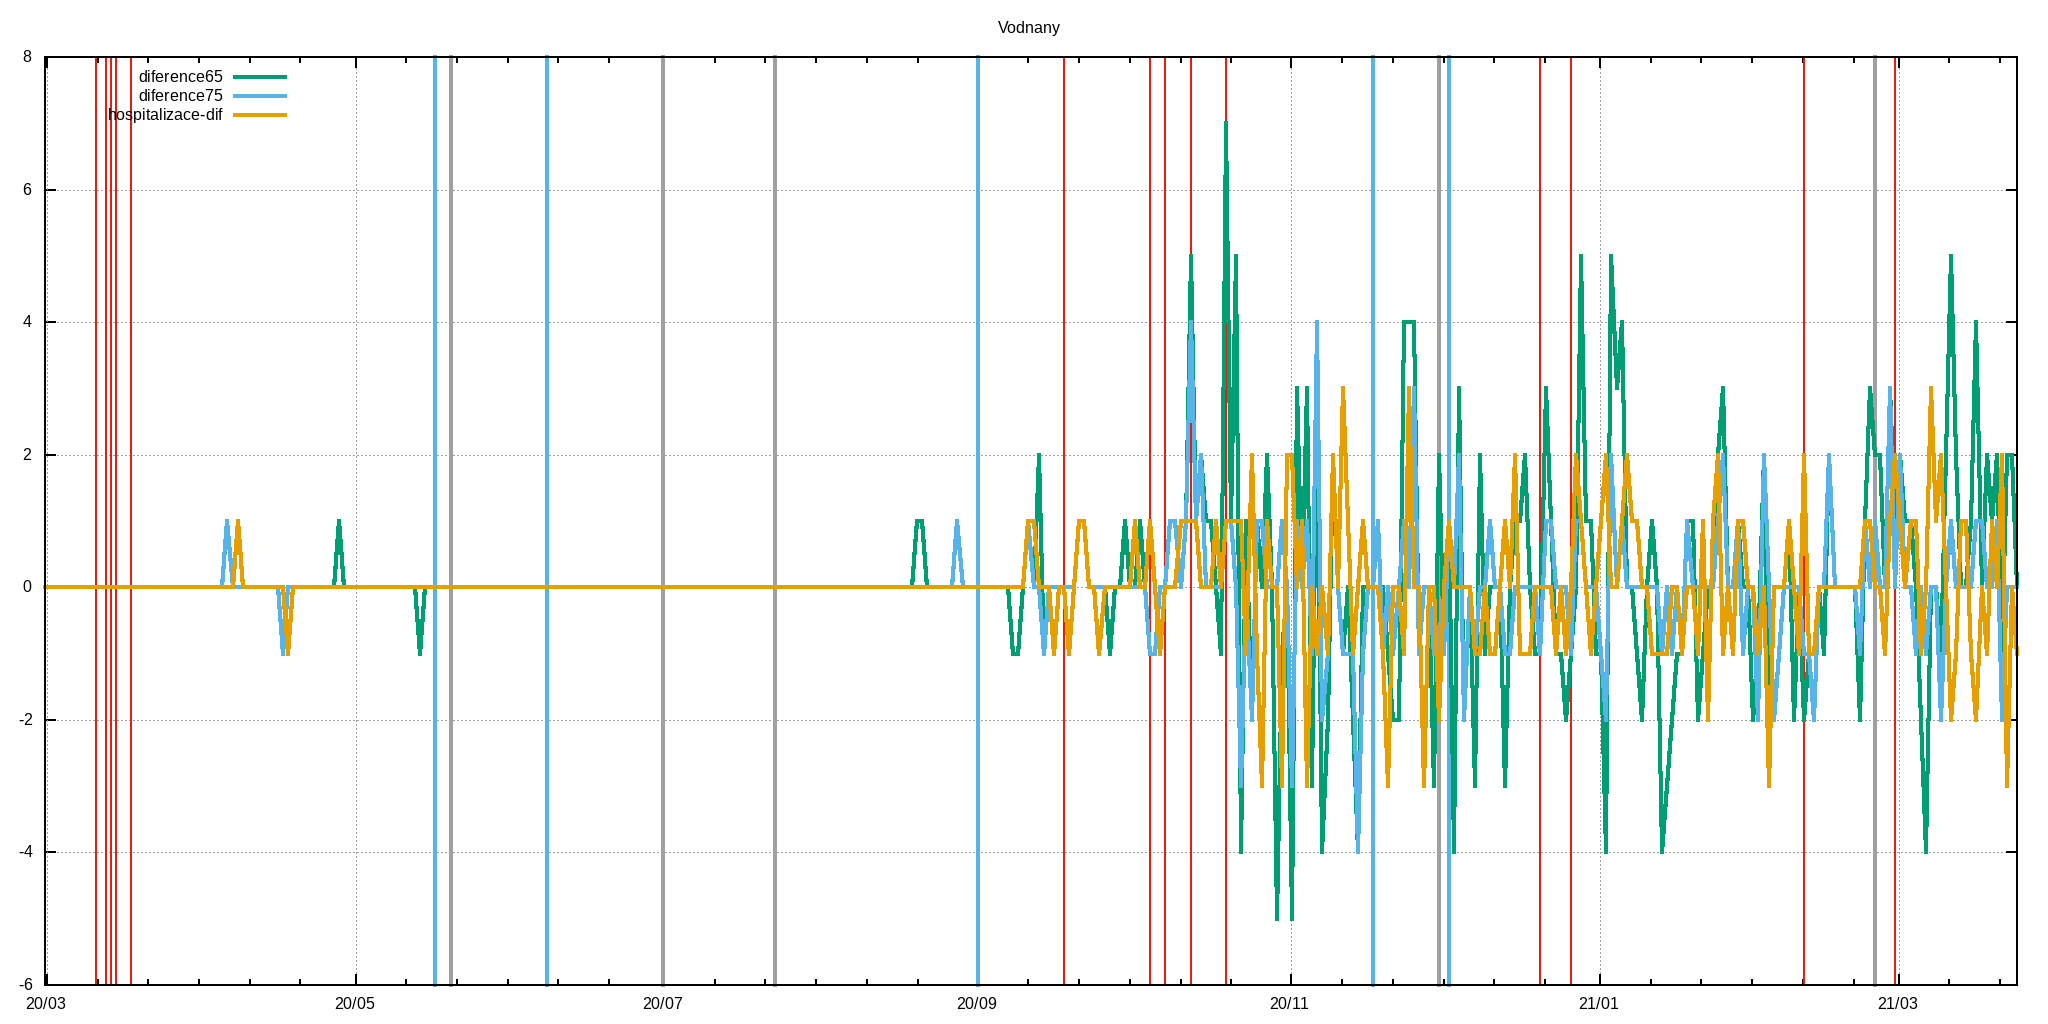 Vodnany
8
diference65
diference75
hospitalizace-dif
6
4
2
0
-2
-4
-6
20/03 20/05 20/07 20/09 20/11 21/01 21/03